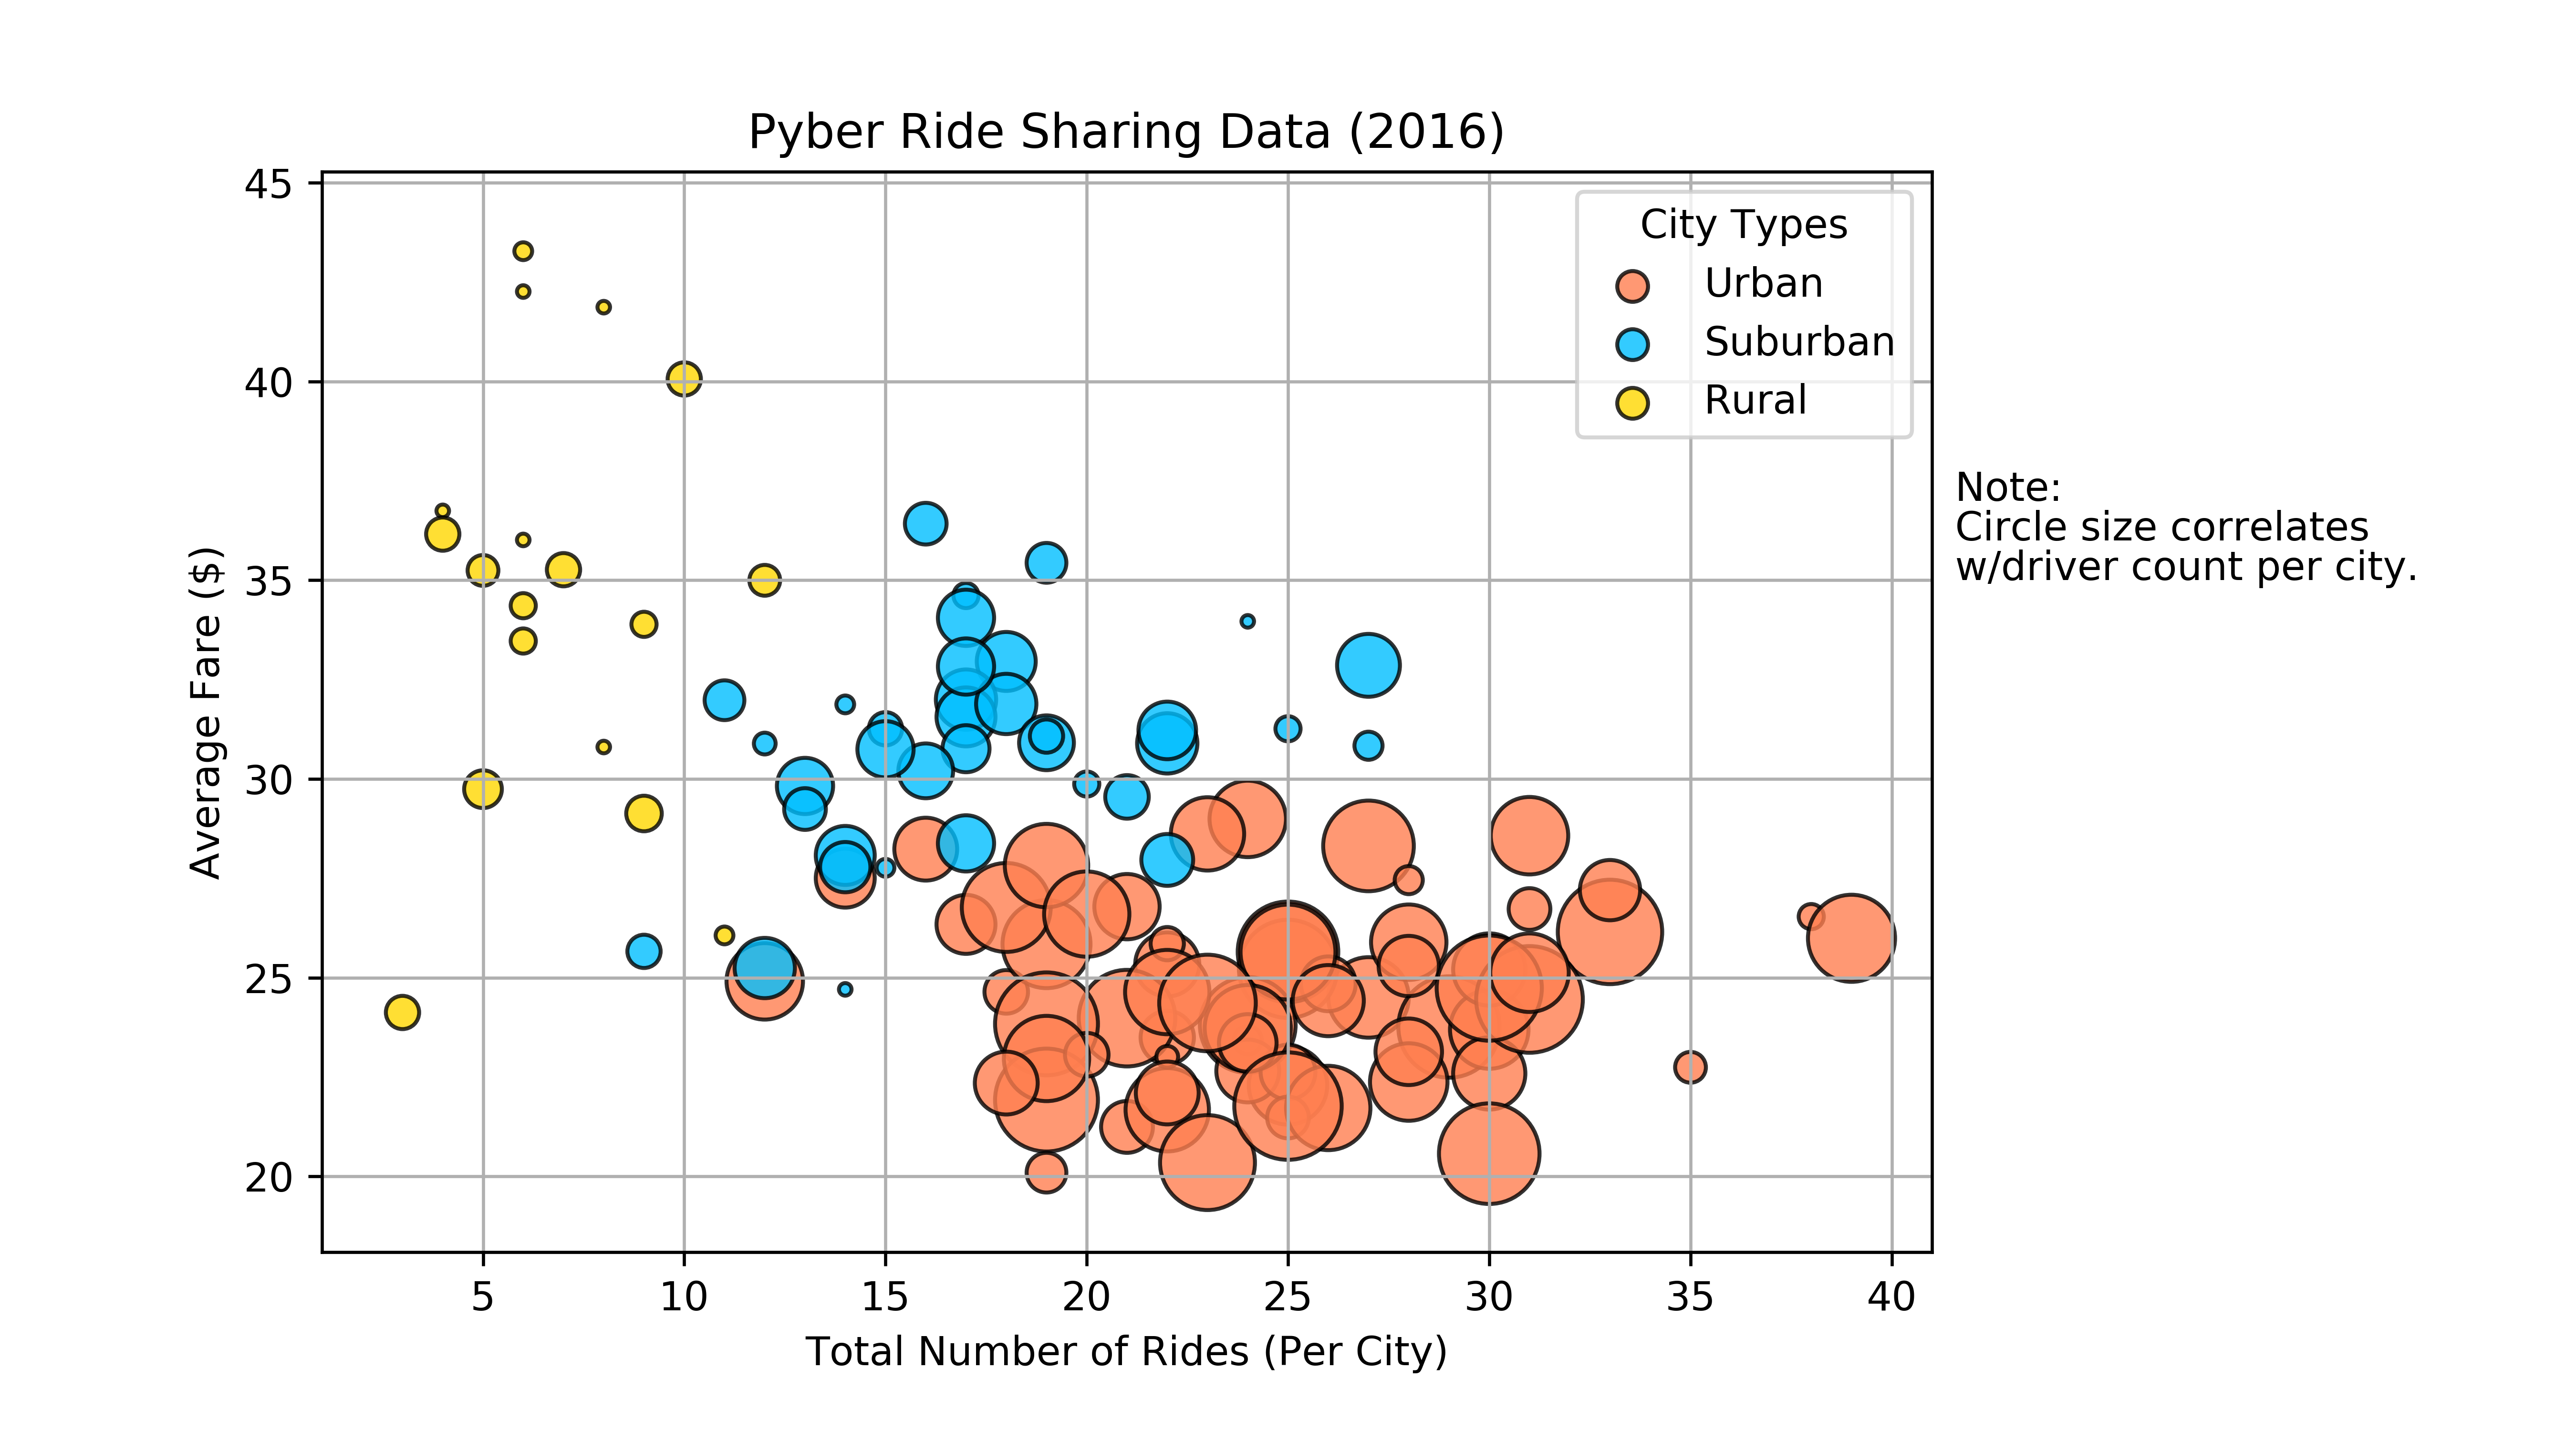 Pyber Ride Sharing Data (2016)
45
40
35
30
25
20
Average Fare ($)
5 10 15 20 25 30 35 40
Total Number of Rides (Per City)
City Types
Urban
Suburban
Rural
Note:
Circle size correlates
w/driver count per city.